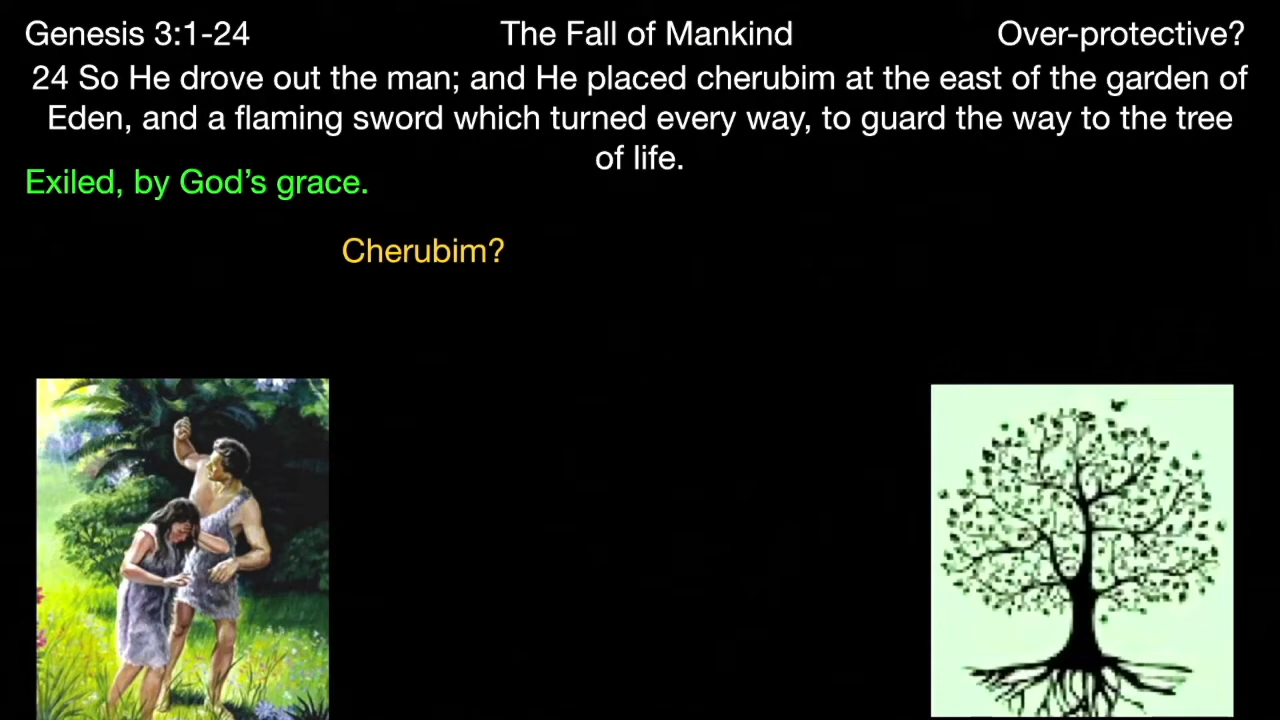 Genesis 3:1-24
The Fall of Mankind
Over-protective?
24 So He drove out the man; and He placed cherubim at the east of the garden of
Eden, and a flaming sword which turned every way, to guard the way to the tree
of life.
Exiled, by God’s grace.
Cherubim?